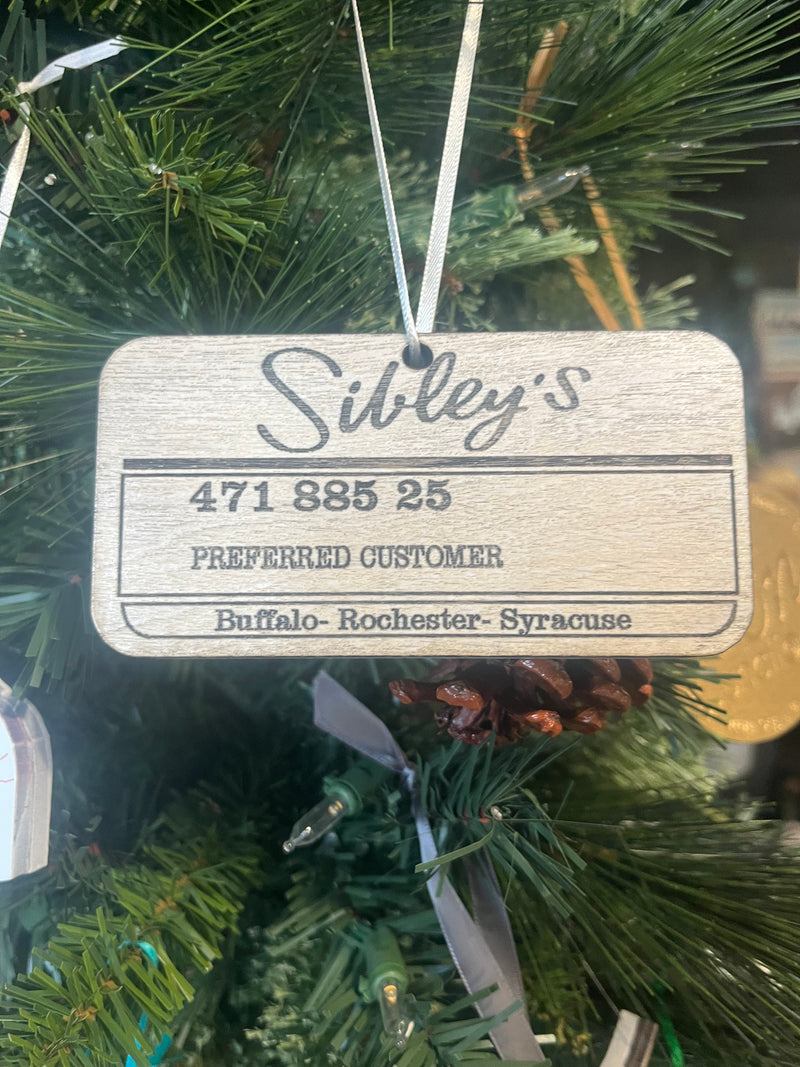 Sibley's
471 885 25
PREFERRED CUSTOMER
Buffalo- Rochester- Syracuse